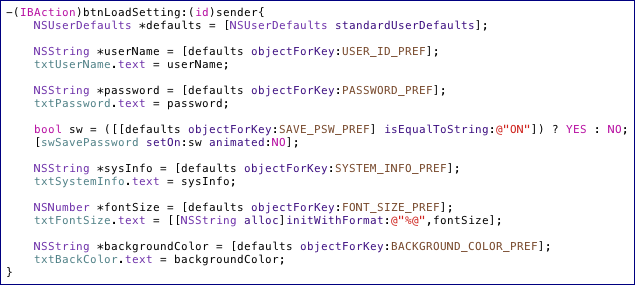 -(IBAction)btnLoadSetting:(id)sender{
    NSUserDefaults *defaults = [NSUserDefaults standardUserDefaults];
    NSString *userName = [defaults objectForKey:USER_ID_PREF];
    txtUserName.text = userName;
    NSString *password = [defaults objectForKey:PASSWORD_PREF];
    txtPassword.text = password;
    bool sw = ([[defaults objectForKey:SAVE_PSW_PREF] isEqualToString:@"ON"]) ? YES : NO;
    [swSavePassword setOn:sw animated:NO];
    NSString *sysInfo = [defaults objectForKey:SYSTEM_INFO_PREF];
    txtSystemInfo.text = sysInfo;
    NSNumber *fontSize = [defaults objectForKey:FONT_SIZE_PREF];
    txtFontSize.text = [[NSString alloc]initWithFormat:@"%@",fontSize];
    NSString *backgroundColor = [defaults objectForKey:BACKGROUND_COLOR_PREF];
    txtBackColor.text = backgroundColor;
}